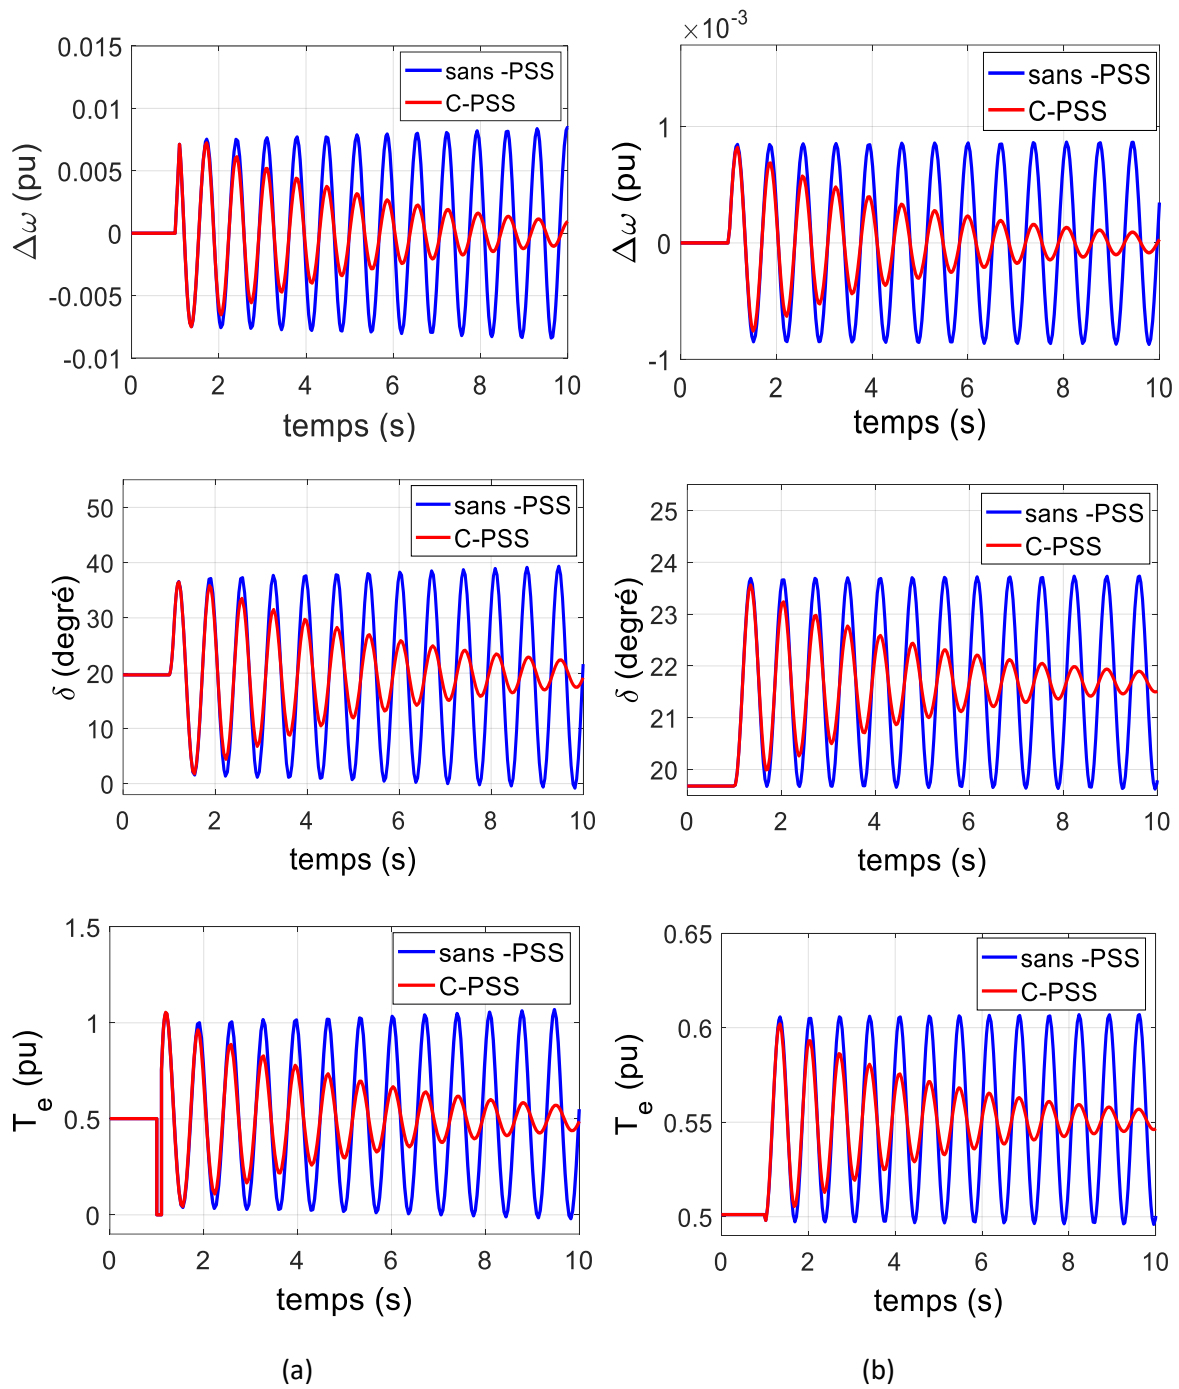 0.015
0.01
0.005
0
-0.005
-0.01
Δω (pu)
sans -PSS
C-PSS
0 2 4 6 8 10
temps (s)
×10⁻³
1
0
-1
Δω (pu)
sans -PSS
C-PSS
0 2 4 6 8 10
temps (s)
50
40
30
20
10
0
δ (degré)
sans -PSS
C-PSS
0 2 4 6 8 10
temps (s)
25
24
23
22
21
20
δ (degré)
sans -PSS
C-PSS
0 2 4 6 8 10
temps (s)
1.5
1
0.5
0
T_e (pu)
sans -PSS
C-PSS
0 2 4 6 8 10
temps (s)
0.65
0.6
0.55
0.5
T_e (pu)
sans -PSS
C-PSS
0 2 4 6 8 10
temps (s)
(a)
(b)